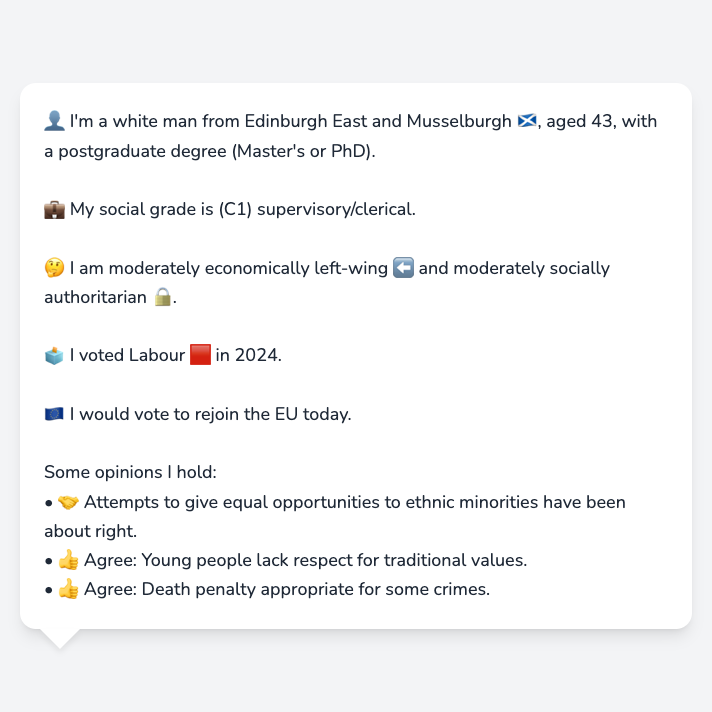 👤 I'm a white man from Edinburgh East and Musselburgh 🏴󠁧󠁢󠁳󠁣󠁴󠁿, aged 43, with
a postgraduate degree (Master's or PhD).
💼 My social grade is (C1) supervisory/clerical.
🤔 I am moderately economically left-wing ⬅️ and moderately socially
authoritarian 🔒.
🗳️ I voted Labour 🟥 in 2024.
🇪🇺 I would vote to rejoin the EU today.
Some opinions I hold:
• 🤝 Attempts to give equal opportunities to ethnic minorities have been
about right.
• 👍 Agree: Young people lack respect for traditional values.
• 👍 Agree: Death penalty appropriate for some crimes.